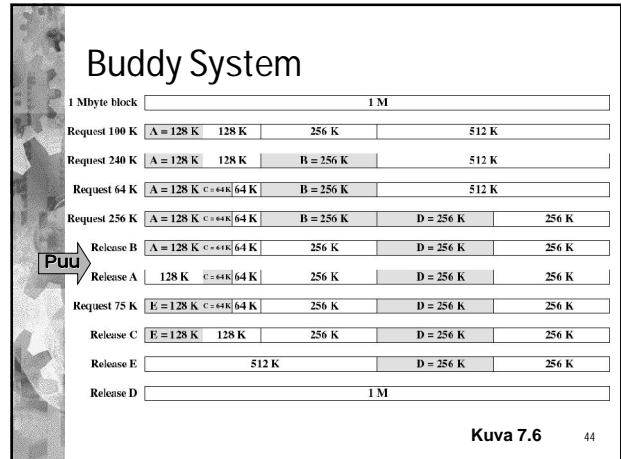 Buddy System
1 Mbyte block 1 M
Request 100 K A = 128 K 128 K 256 K 512 K
Request 240 K A = 128 K 128 K B = 256 K 512 K
Request 64 K A = 128 K C = 64 K 64 K B = 256 K 512 K
Request 256 K A = 128 K C = 64 K 64 K B = 256 K D = 256 K 256 K
Release B A = 128 K C = 64 K 64 K 256 K D = 256 K 256 K
Puu
Release A 128 K C = 64 K 64 K 256 K D = 256 K 256 K
Request 75 K E = 128 K C = 64 K 64 K 256 K D = 256 K 256 K
Release C E = 128 K 128 K 256 K D = 256 K 256 K
Release E 512 K D = 256 K 256 K
Release D 1 M
Kuva 7.6 44